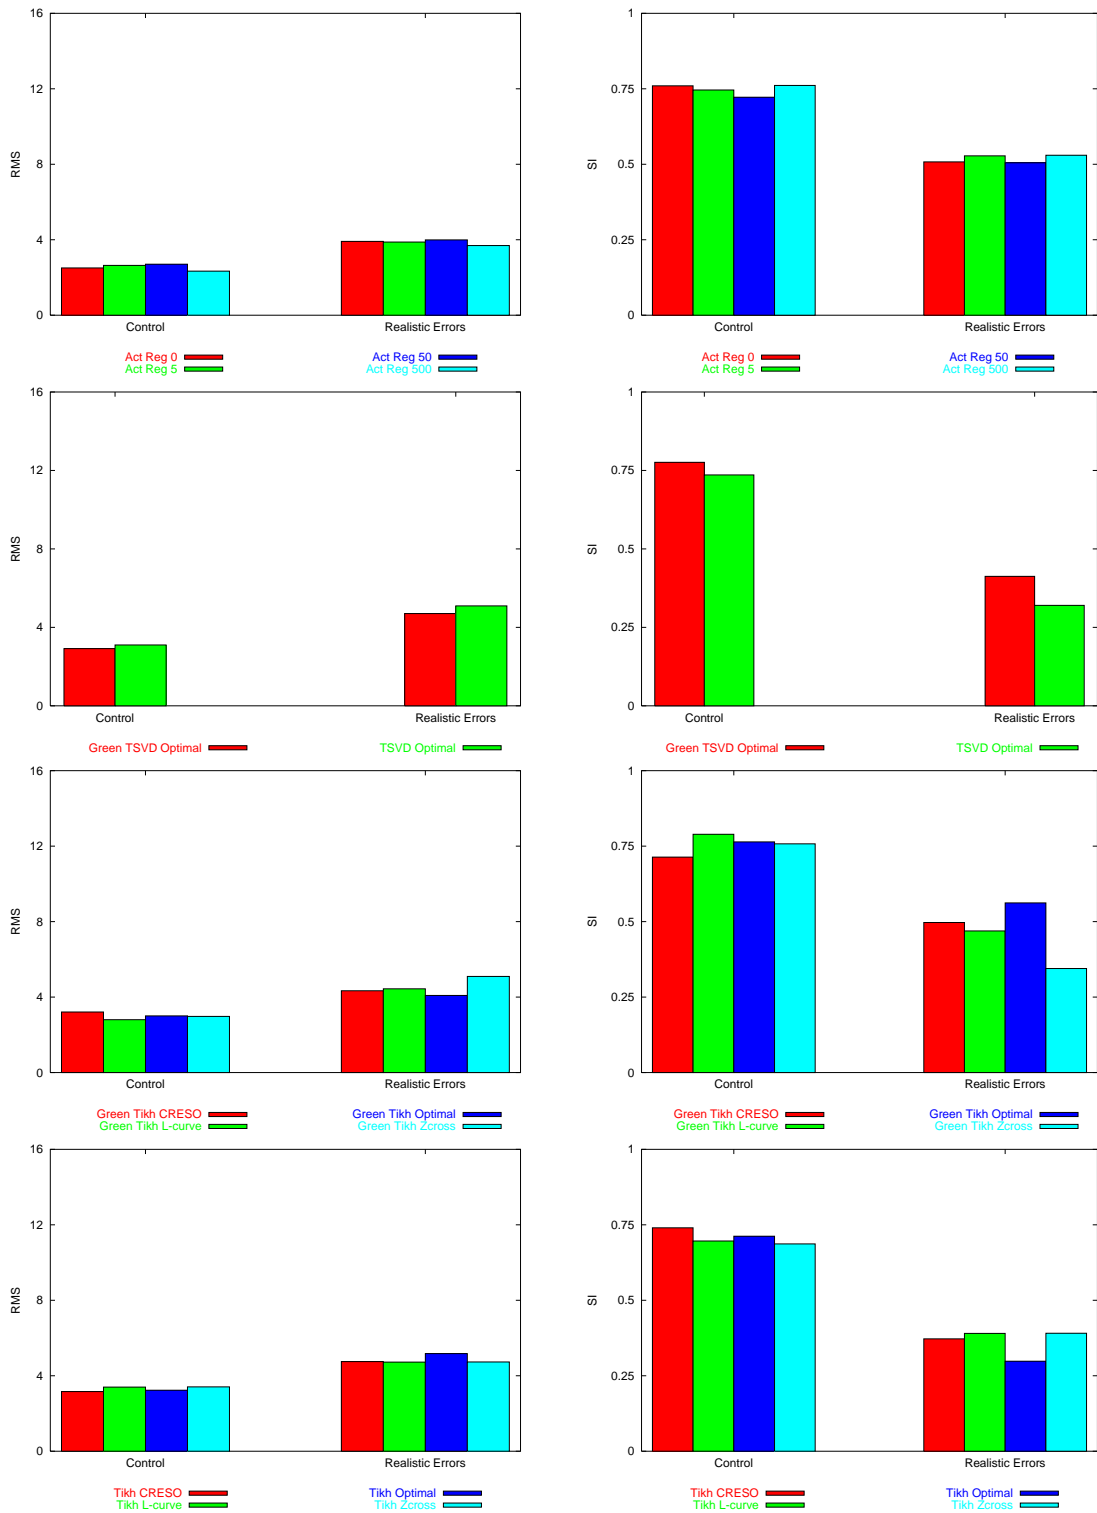 16
12
8
4
0
RMS
Control
Realistic Errors
Act Reg 0
Act Reg 50
Act Reg 5
Act Reg 500
1
0.75
0.5
0.25
0
SI
Control
Realistic Errors
Act Reg 0
Act Reg 50
Act Reg 5
Act Reg 500
16
12
8
4
0
RMS
Control
Realistic Errors
Green TSVD Optimal
TSVD Optimal
1
0.75
0.5
0.25
0
SI
Control
Realistic Errors
Green TSVD Optimal
TSVD Optimal
16
12
8
4
0
RMS
Control
Realistic Errors
Green Tikh CRESO
Green Tikh Optimal
Green Tikh L-curve
Green Tikh Zcross
1
0.75
0.5
0.25
0
SI
Control
Realistic Errors
Green Tikh CRESO
Green Tikh Optimal
Green Tikh L-curve
Green Tikh Zcross
16
12
8
4
0
RMS
Control
Realistic Errors
Tikh CRESO
Tikh Optimal
Tikh L-curve
Tikh Zcross
1
0.75
0.5
0.25
0
SI
Control
Realistic Errors
Tikh CRESO
Tikh Optimal
Tikh L-curve
Tikh Zcross